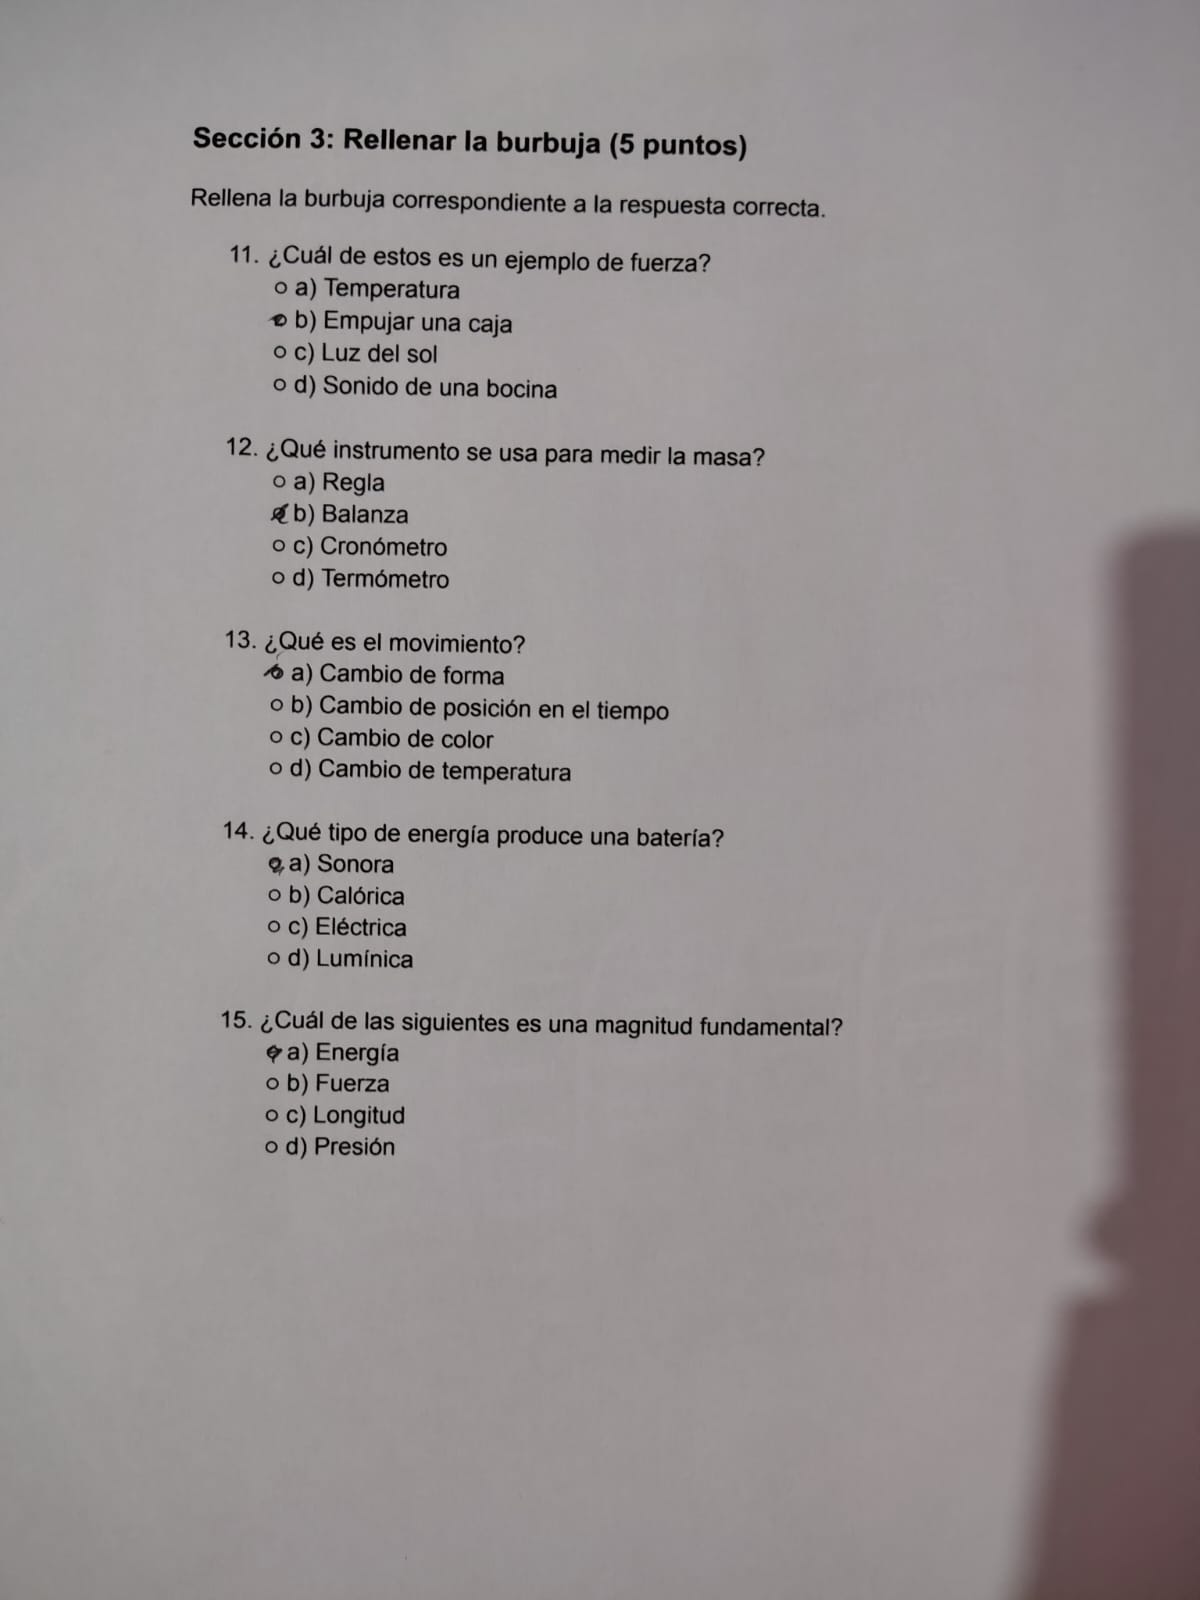 Sección 3: Rellenar la burbuja (5 puntos)
Rellena la burbuja correspondiente a la respuesta correcta.
11. ¿Cuál de estos es un ejemplo de fuerza?
a) Temperatura
b) Empujar una caja
c) Luz del sol
d) Sonido de una bocina
12. ¿Qué instrumento se usa para medir la masa?
a) Regla
b) Balanza
c) Cronómetro
d) Termómetro
13. ¿Qué es el movimiento?
a) Cambio de forma
b) Cambio de posición en el tiempo
c) Cambio de color
d) Cambio de temperatura
14. ¿Qué tipo de energía produce una batería?
a) Sonora
b) Calórica
c) Eléctrica
d) Lumínica
15. ¿Cuál de las siguientes es una magnitud fundamental?
a) Energía
b) Fuerza
c) Longitud
d) Presión